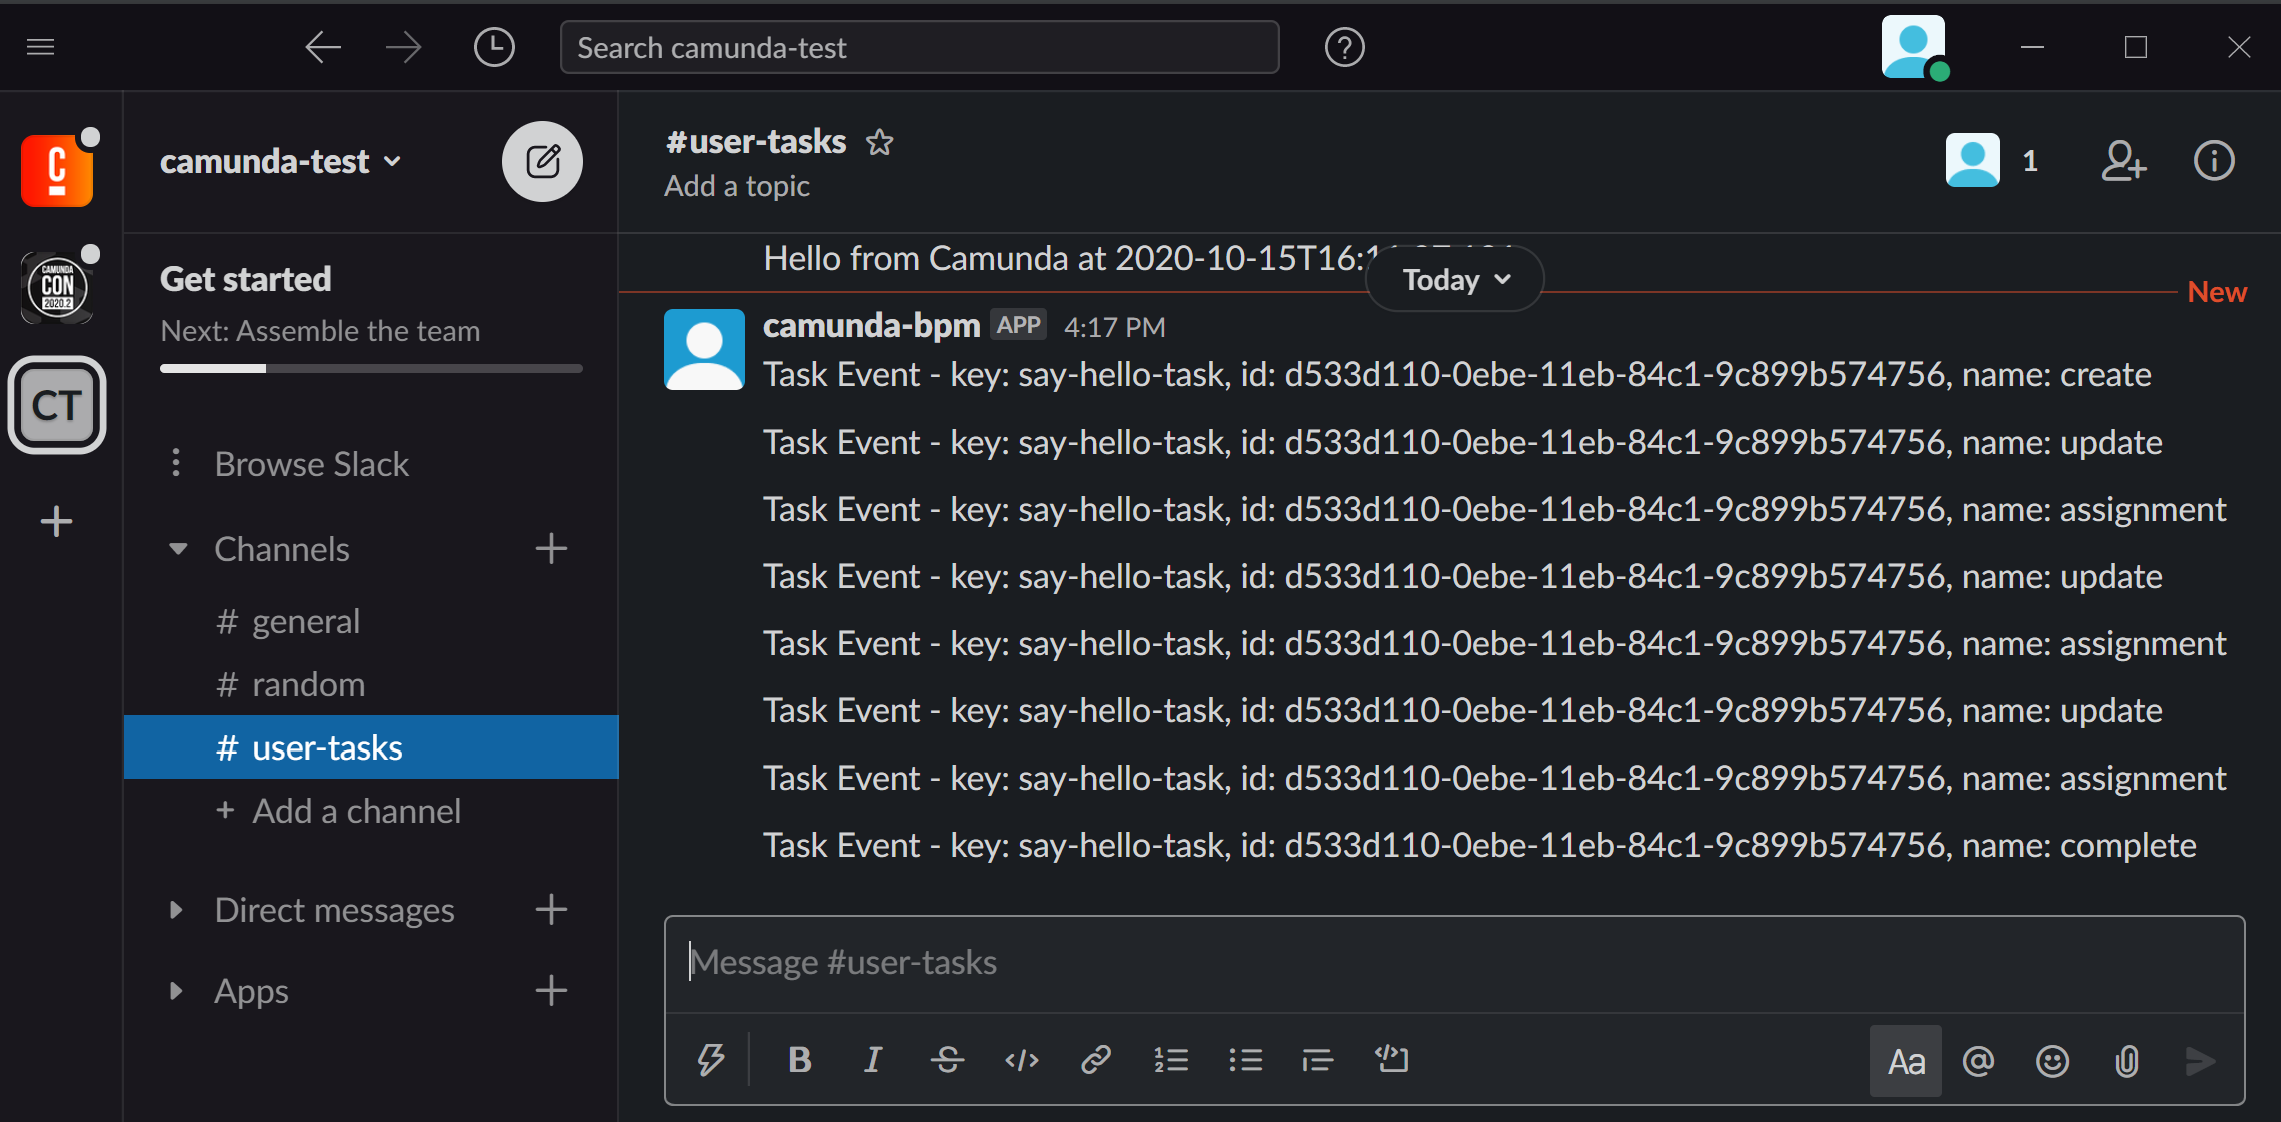 Search camunda-test
C
CAMUNDA
CON
2020.2
CT
camunda-test
Get started
Next: Assemble the team
Browse Slack
Channels
# general
# random
# user-tasks
+ Add a channel
Direct messages
Apps
#user-tasks
Add a topic
1
Hello from Camunda at
Today
New
camunda-bpm APP 4:17 PM
Task Event - key: say-hello-task, id: d533d110-0ebe-11eb-84c1-9c899b574756, name: create
Task Event - key: say-hello-task, id: d533d110-0ebe-11eb-84c1-9c899b574756, name: update
Task Event - key: say-hello-task, id: d533d110-0ebe-11eb-84c1-9c899b574756, name: assignment
Task Event - key: say-hello-task, id: d533d110-0ebe-11eb-84c1-9c899b574756, name: update
Task Event - key: say-hello-task, id: d533d110-0ebe-11eb-84c1-9c899b574756, name: assignment
Task Event - key: say-hello-task, id: d533d110-0ebe-11eb-84c1-9c899b574756, name: update
Task Event - key: say-hello-task, id: d533d110-0ebe-11eb-84c1-9c899b574756, name: assignment
Task Event - key: say-hello-task, id: d533d110-0ebe-11eb-84c1-9c899b574756, name: complete
Message #user-tasks
B I S
Aa @